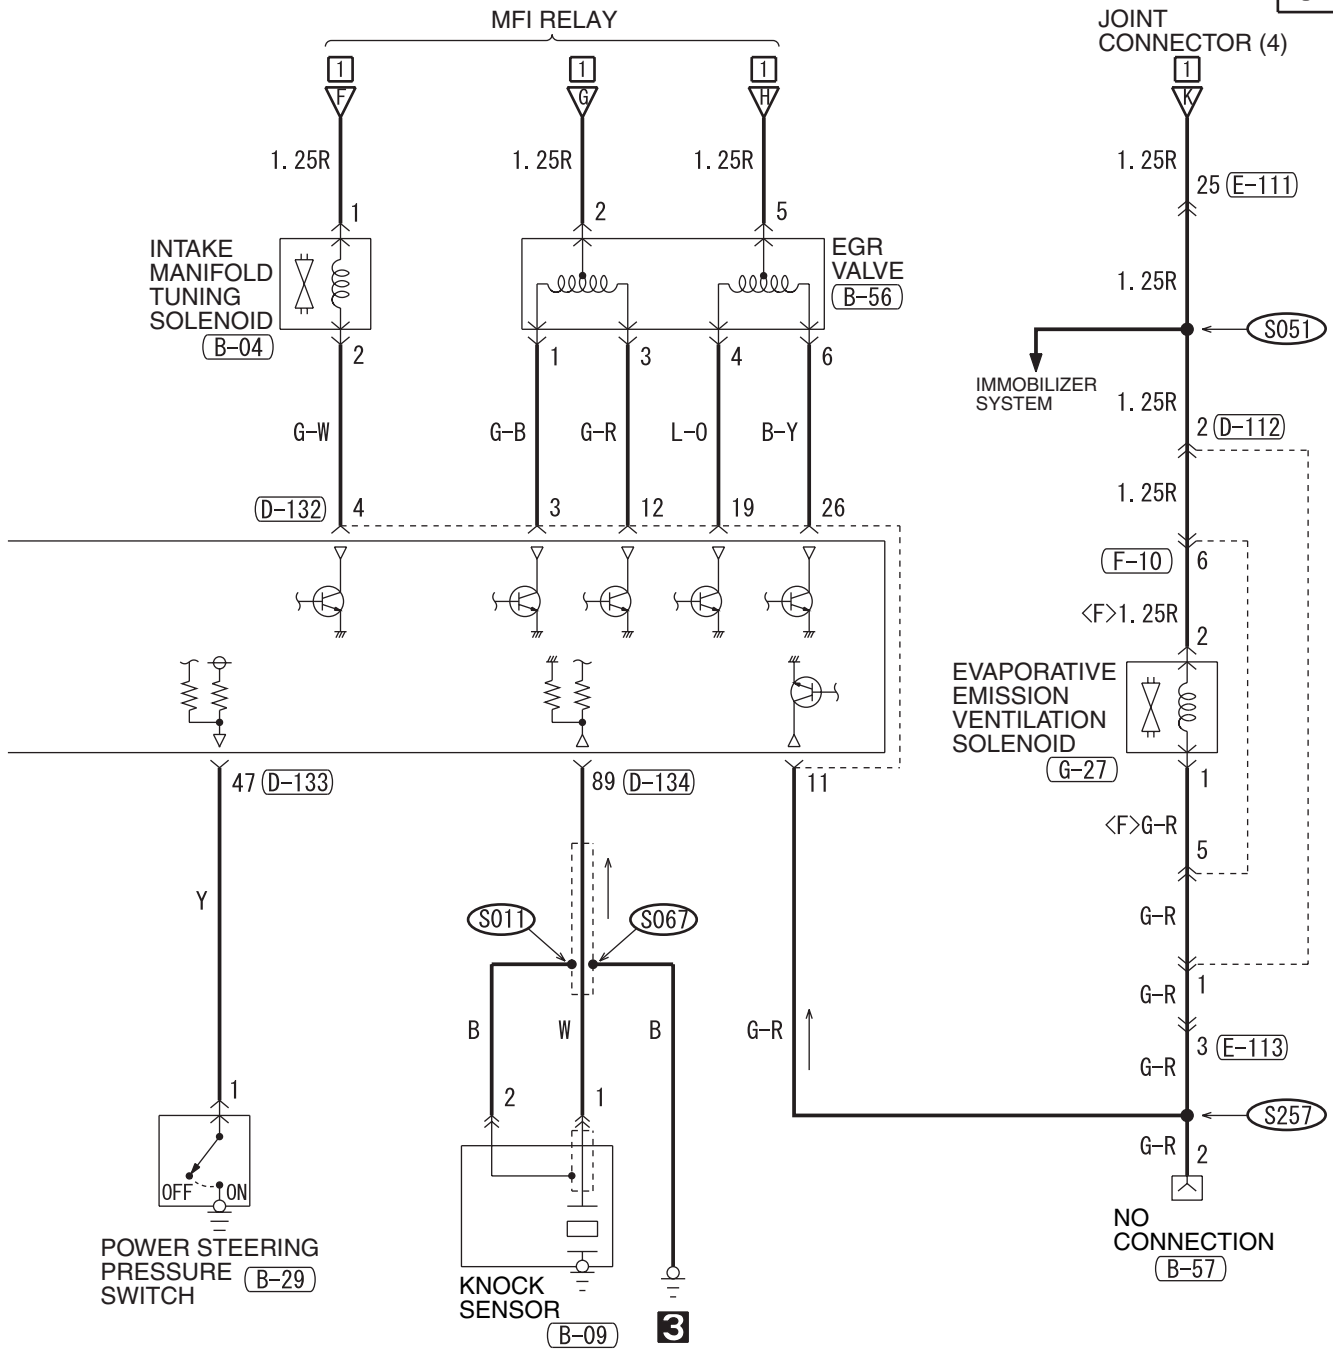 MFI RELAY
JOINT
CONNECTOR (4)
1
1
1
1
F
G
H
K
1.25R
1.25R
1.25R
1.25R
25 E-111
1
2
5
INTAKE
MANIFOLD
TUNING
SOLENOID
B-04
EGR
VALVE
B-56
1.25R
S051
2
1
3
4
6
IMMOBILIZER
SYSTEM
1.25R
2 D-112
G-W
G-B
G-R
L-O
B-Y
1.25R
D-132 4
3
12
19
26
F-10 6
<F>1.25R
2
EVAPORATIVE
EMISSION
VENTILATION
SOLENOID
G-27
1
47 D-133
89 D-134
11
<F>G-R
5
Y
S011
S067
G-R
1
G-R
B
W
B
G-R
3 E-113
G-R
1
2
1
S257
G-R 2
OFF
ON
POWER STEERING
PRESSURE
SWITCH
B-29
KNOCK
SENSOR
B-09
3
NO
CONNECTION
B-57